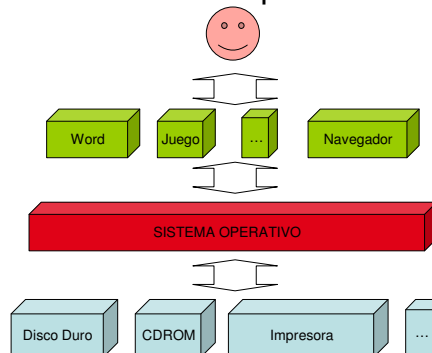 Word
Juego
...
Navegador
SISTEMA OPERATIVO
Disco Duro
CDROM
Impresora
...